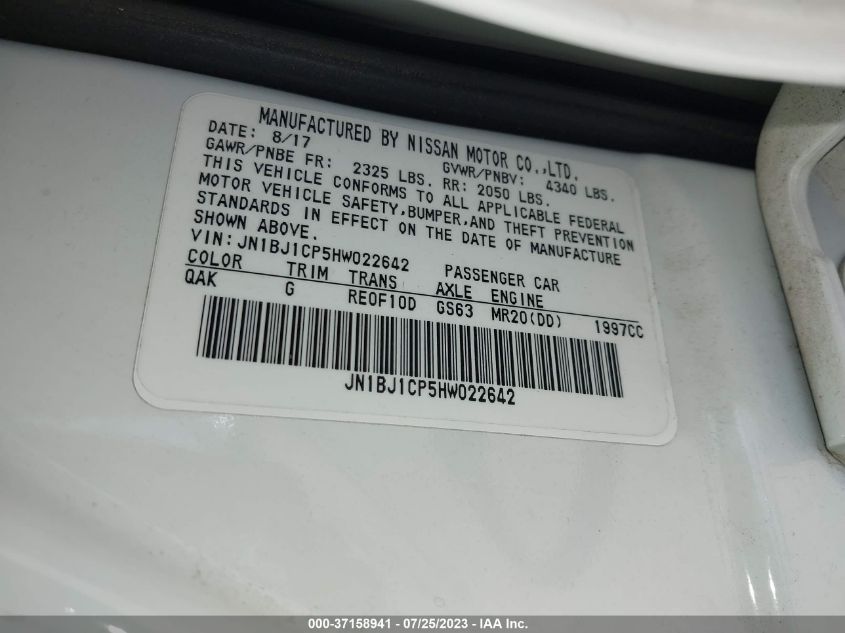 MANUFACTURED BY NISSAN MOTOR CO.,LTD.
DATE: 8/17 GVWR/PNBV: 4340 LBS.
GAWR/PNBE FR: 2325 LBS. RR: 2050 LBS.
THIS VEHICLE CONFORMS TO ALL APPLICABLE FEDERAL
MOTOR VEHICLE SAFETY,BUMPER,AND THEFT PREVENTION
STANDARDS IN EFFECT ON THE DATE OF MANUFACTURE
SHOWN ABOVE.
VIN:JN1BJ1CP5HW022642 PASSENGER CAR
COLOR TRIM TRANS AXLE ENGINE
QAK G RE0F10D GS63 MR20(DD) 1997CC
JN1BJ1CP5HW022642
000-37158941 - 07/25/2023 - IAA Inc.